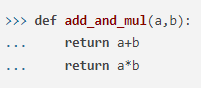 >>> def add_and_mul(a,b):
...     return a+b
...     return a*b